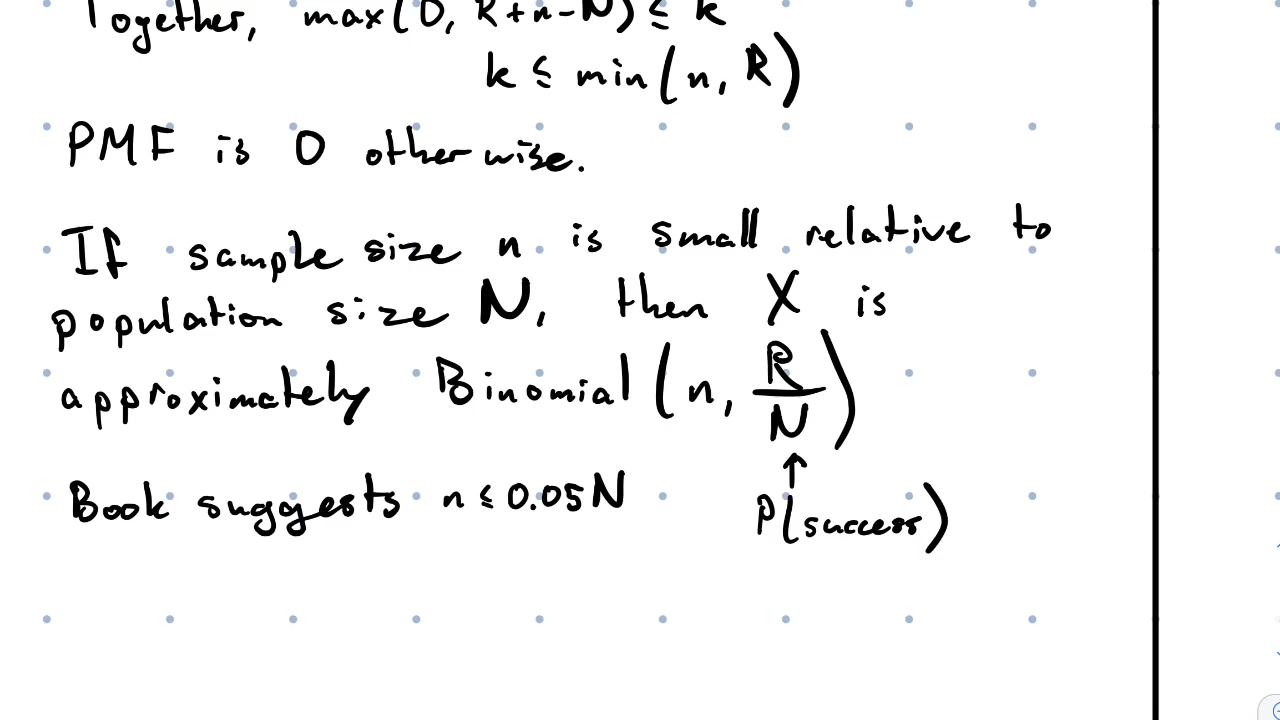 Together, max(0, R+n-N) ≤ k
k ≤ min(n, R)
PMF is 0 otherwise.
If sample size n is small relative to
population size N, then X is
approximately Binomial(n, R/N)
↑
Book suggests n ≤ 0.05N
P(success)